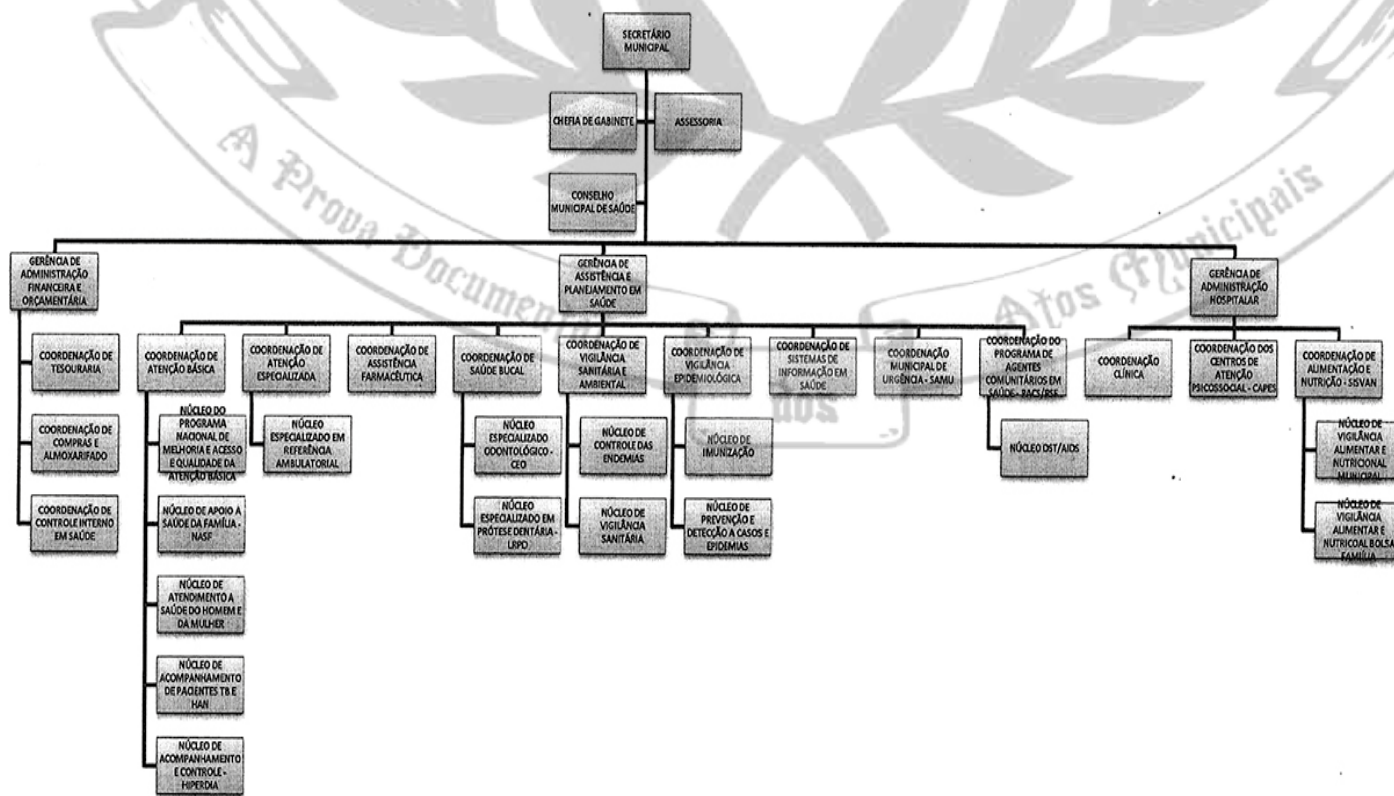 SECRETÁRIO
MUNICIPAL
CHEFIA DE GABINETE
ASSESSORIA
CONSELHO
MUNICIPAL DE SAÚDE
GERÊNCIA DE
ADMINISTRAÇÃO
FINANCEIRA E
ORÇAMENTÁRIA
GERÊNCIA DE
ASSISTÊNCIA E
PLANEJAMENTO EM
SAÚDE
GERÊNCIA DE
ADMINISTRAÇÃO
HOSPITALAR
COORDENAÇÃO DE
TESOURARIA
COORDENAÇÃO DE
COMPRAS E
ALMOXARIFADO
COORDENAÇÃO DE
CONTROLE INTERNO
EM SAÚDE
COORDENAÇÃO DE
ATENÇÃO BÁSICA
NÚCLEO DO
PROGRAMA
NACIONAL DE
MELHORIA E ACESSO
E QUALIDADE DA
ATENÇÃO BÁSICA
NÚCLEO DE APOIO A
SAÚDE DA FAMÍLIA -
NASF
NÚCLEO DE
ATENDIMENTO A
SAÚDE DO HOMEM E
DA MULHER
NÚCLEO DE
ACOMPANHAMENTO
DE PACIENTES TB E
HAN
NÚCLEO DE
ACOMPANHAMENTO
E CONTROLE -
HIPERDIA
COORDENAÇÃO DE
ATENÇÃO
ESPECIALIZADA
NÚCLEO
ESPECIALIZADO EM
REFERÊNCIA
AMBULATORIAL
COORDENAÇÃO DE
ASSISTÊNCIA
FARMACÊUTICA
COORDENAÇÃO DE
SAÚDE BUCAL
NÚCLEO
ESPECIALIZADO
ODONTOLÓGICO -
CEO
NÚCLEO
ESPECIALIZADO EM
PRÓTESE DENTÁRIA -
LRPD
COORDENAÇÃO DE
VIGILÂNCIA
SANITÁRIA E
AMBIENTAL
NÚCLEO DE
CONTROLE DAS
ENDEMIAS
NÚCLEO DE
VIGILÂNCIA
SANITÁRIA
COORDENAÇÃO DE
VIGILÂNCIA
EPIDEMIOLÓGICA
NÚCLEO DE
IMUNIZAÇÃO
NÚCLEO DE
PREVENÇÃO E
DETECÇÃO A CASOS E
EPIDEMIAS
COORDENAÇÃO DE
SISTEMAS DE
INFORMAÇÃO EM
SAÚDE
COORDENAÇÃO
MUNICIPAL DE
URGÊNCIA - SAMU
COORDENAÇÃO DO
PROGRAMA DE
AGENTES
COMUNITÁRIOS EM
SAÚDE - PACS/PSF
NÚCLEO DST/AIDS
COORDENAÇÃO
CLÍNICA
COORDENAÇÃO DOS
CENTROS DE
ATENÇÃO
PSICOSSOCIAL - CAPES
COORDENAÇÃO DE
ALIMENTAÇÃO E
NUTRIÇÃO - SISVAN
NÚCLEO DE
VIGILÂNCIA
ALIMENTAR E
NUTRICIONAL
MUNICIPAL
NÚCLEO DE
VIGILÂNCIA
ALIMENTAR E
NUTRICOAL BOLSA
FAMILÍIA
A Prova Documental
dos
Atos Municipais